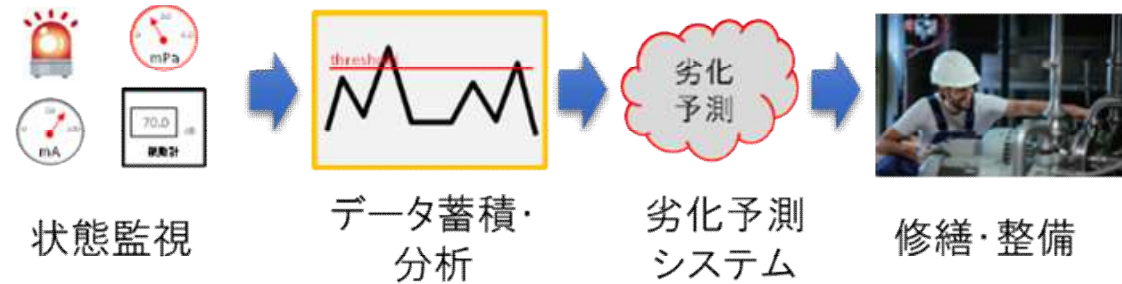 mPa
mA
70.0
dB
振動計
threshold
劣化
予測
状態監視
データ蓄積・
分析
劣化予測
システム
修繕・整備